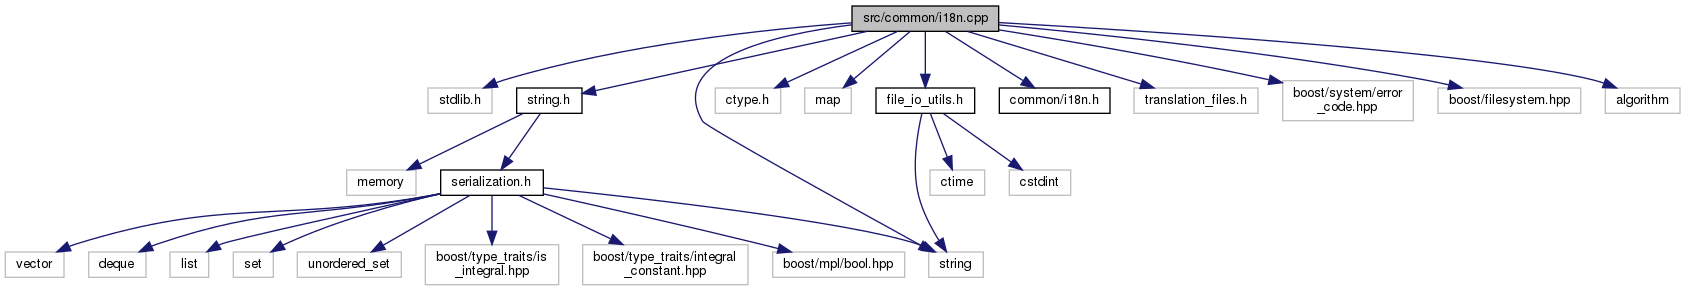 src/common/i18n.cpp
stdlib.h
string.h
ctype.h
map
file_io_utils.h
common/i18n.h
translation_files.h
boost/system/error
_code.hpp
boost/filesystem.hpp
algorithm
memory
serialization.h
ctime
cstdint
vector
deque
list
set
unordered_set
boost/type_traits/is
_integral.hpp
boost/type_traits/integral
_constant.hpp
boost/mpl/bool.hpp
string